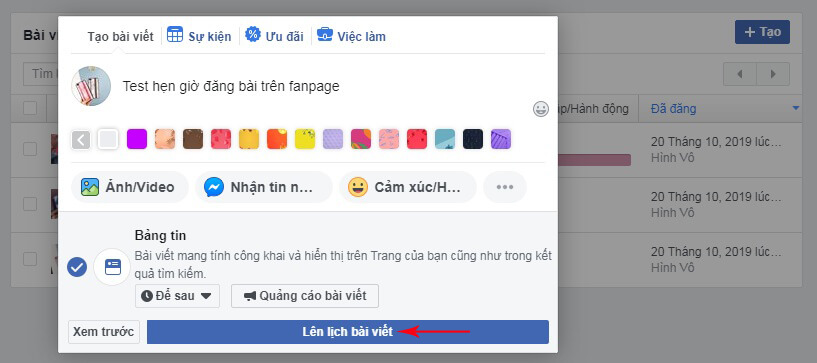 Bài v
Tạo bài viết
Sự kiện
Ưu đãi
Việc làm
+ Tạo
Tìm
Test hẹn giờ đăng bài trên fanpage
p/Hành động
Đã đăng
20 Tháng 10, 2019 lúc...
Hình Võ
20 Tháng 10, 2019 lúc...
Hình Võ
20 Tháng 10, 2019 lúc...
Hình Võ
Ảnh/Video
Nhận tin n...
Cảm xúc/H...
Bảng tin
Bài viết mang tính công khai và hiển thị trên Trang của bạn cũng như trong kết
quả tìm kiếm.
Để sau
Quảng cáo bài viết
Xem trước
Lên lịch bài viết